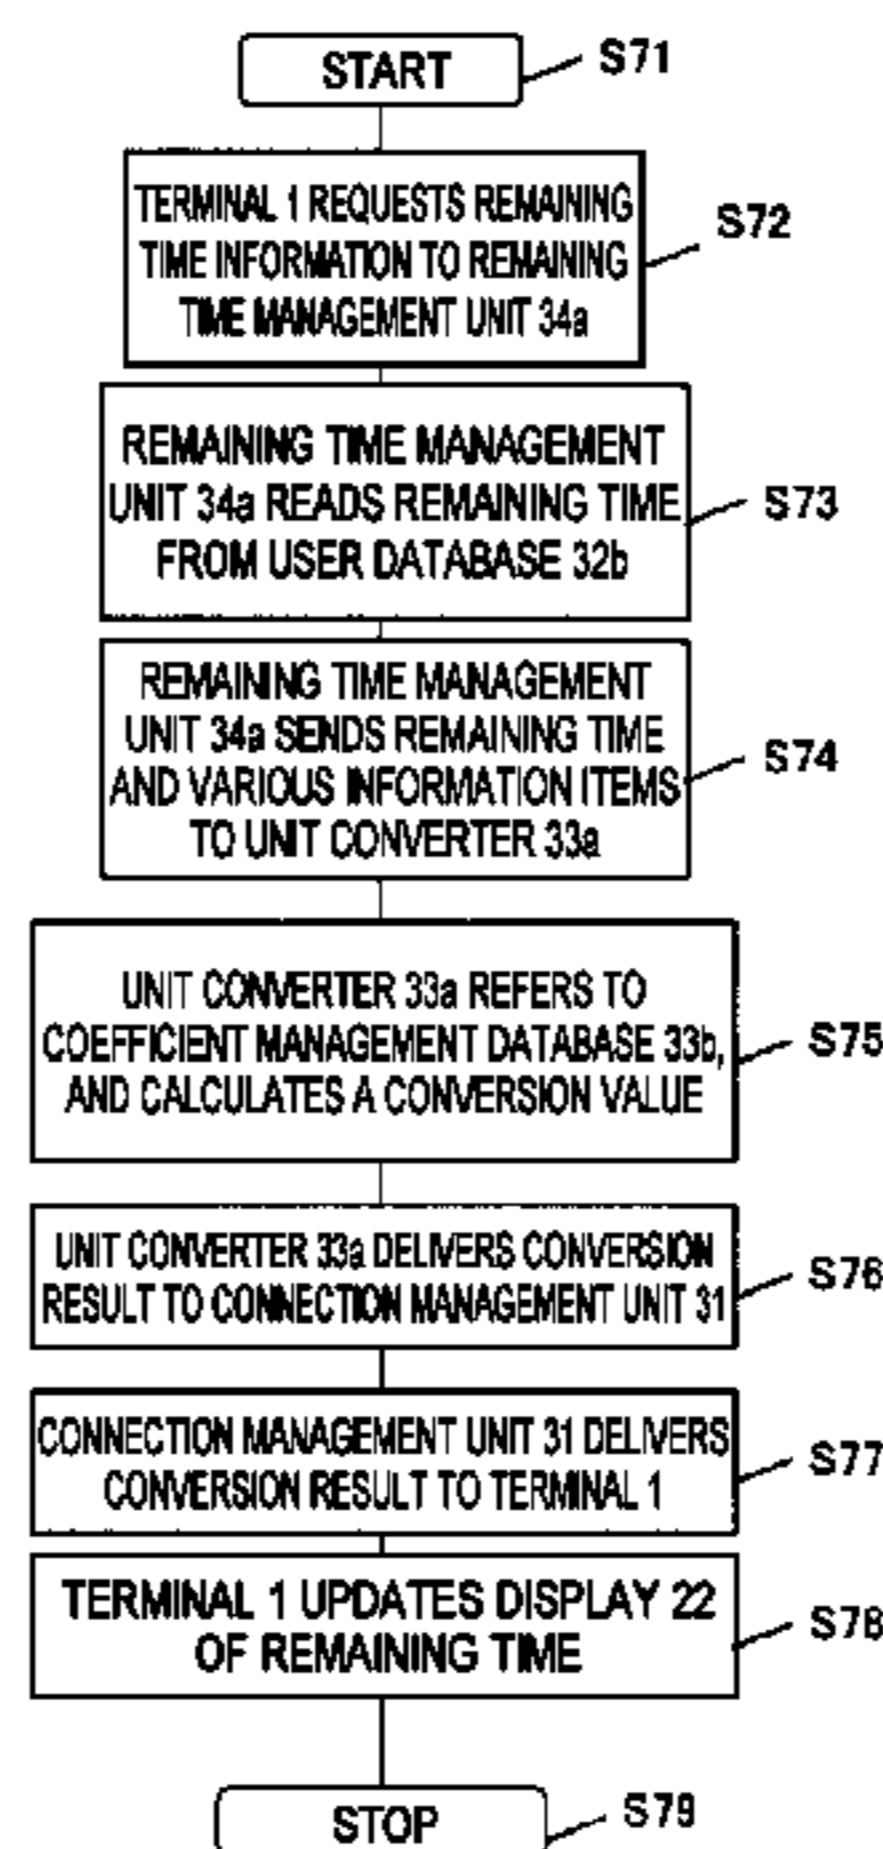 START
S71
TERMINAL 1 REQUESTS REMAINING
TIME INFORMATION TO REMAINING
TIME MANAGEMENT UNIT 34a
S72
REMAINING TIME MANAGEMENT
UNIT 34a READS REMAINING TIME
FROM USER DATABASE 32b
S73
REMAINING TIME MANAGEMENT
UNIT 34a SENDS REMAINING TIME
AND VARIOUS INFORMATION ITEMS
TO UNIT CONVERTER 33a
S74
UNIT CONVERTER 33a REFERS TO
COEFFICIENT MANAGEMENT DATABASE 33b,
AND CALCULATES A CONVERSION VALUE
S75
UNIT CONVERTER 33a DELIVERS CONVERSION
RESULT TO CONNECTION MANAGEMENT UNIT 31
S76
CONNECTION MANAGEMENT UNIT 31 DELIVERS
CONVERSION RESULT TO TERMINAL 1
S77
TERMINAL 1 UPDATES DISPLAY 22
OF REMAINING TIME
S78
STOP
S79